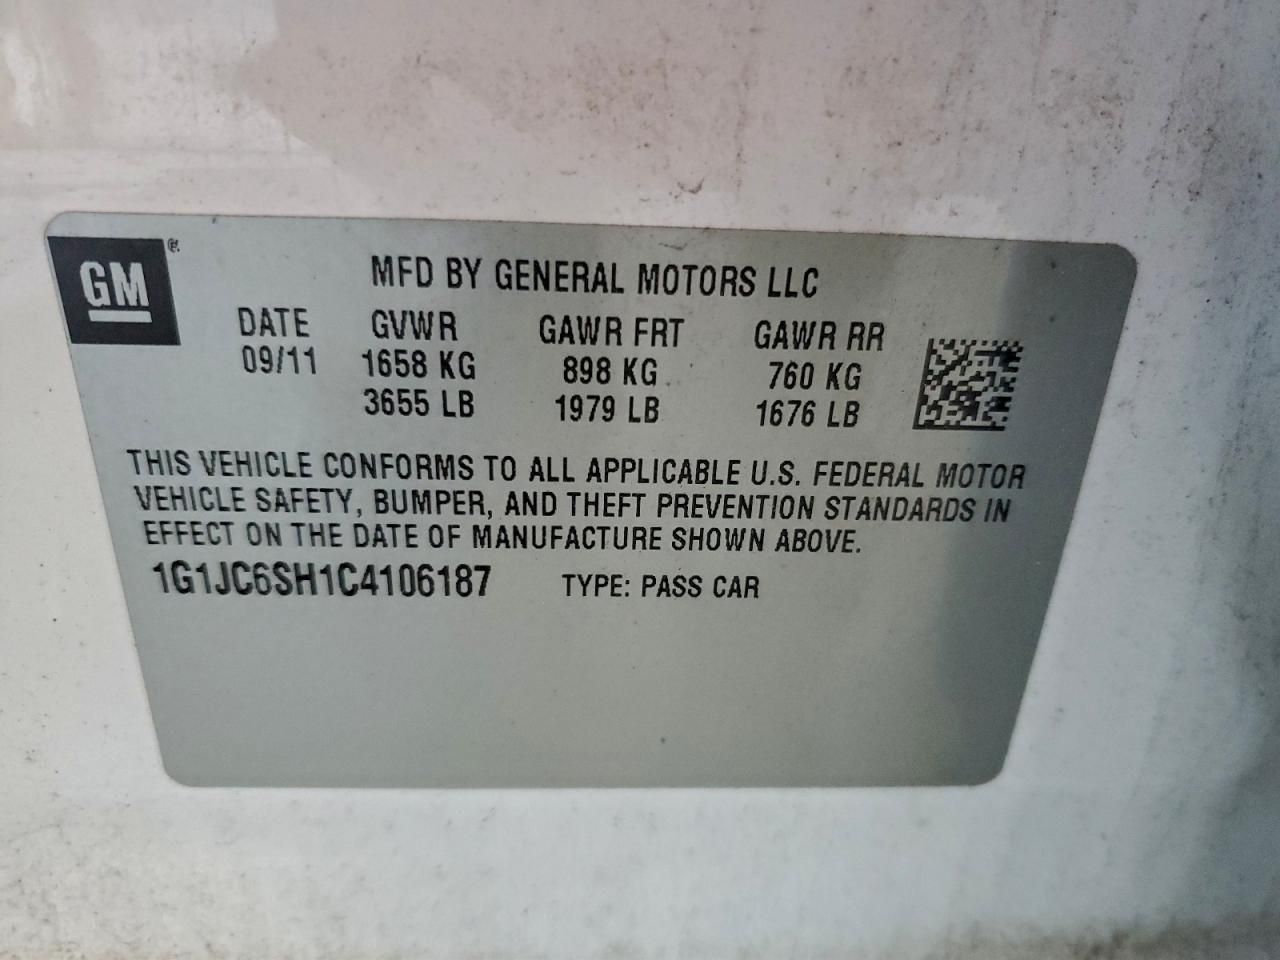 GM ®
MFD BY GENERAL MOTORS LLC
DATE GVWR GAWR FRT GAWR RR
09/11 1658 KG 898 KG 760 KG
3655 LB 1979 LB 1676 LB
THIS VEHICLE CONFORMS TO ALL APPLICABLE U.S. FEDERAL MOTOR
VEHICLE SAFETY, BUMPER, AND THEFT PREVENTION STANDARDS IN
EFFECT ON THE DATE OF MANUFACTURE SHOWN ABOVE.
1G1JC6SH1C4106187 TYPE: PASS CAR